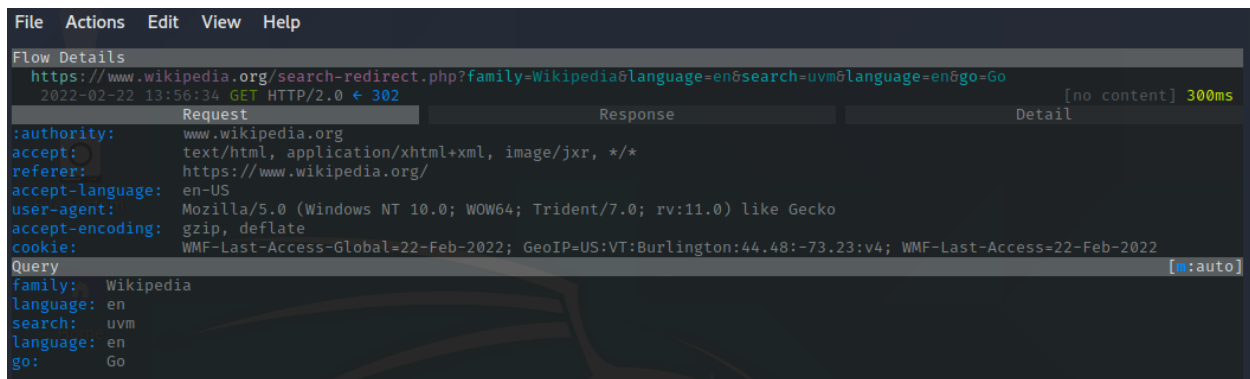 File Actions Edit View Help
Flow Details
https://www.wikipedia.org/search-redirect.php?family=Wikipedia&language=en&search=uvm&language=en&go=Go
2022-02-22 13:56:34 GET HTTP/2.0 ← 302 [no content] 300ms
Request Response Detail
:authority: www.wikipedia.org
accept: text/html, application/xhtml+xml, image/jxr, */*
referer: https://www.wikipedia.org/
accept-language: en-US
user-agent: Mozilla/5.0 (Windows NT 10.0; WOW64; Trident/7.0; rv:11.0) like Gecko
accept-encoding: gzip, deflate
cookie: WMF-Last-Access-Global=22-Feb-2022; GeoIP=US:VT:Burlington:44.48:-73.23:v4; WMF-Last-Access=22-Feb-2022
Query [m:auto]
family: Wikipedia
language: en
search: uvm
language: en
go: Go